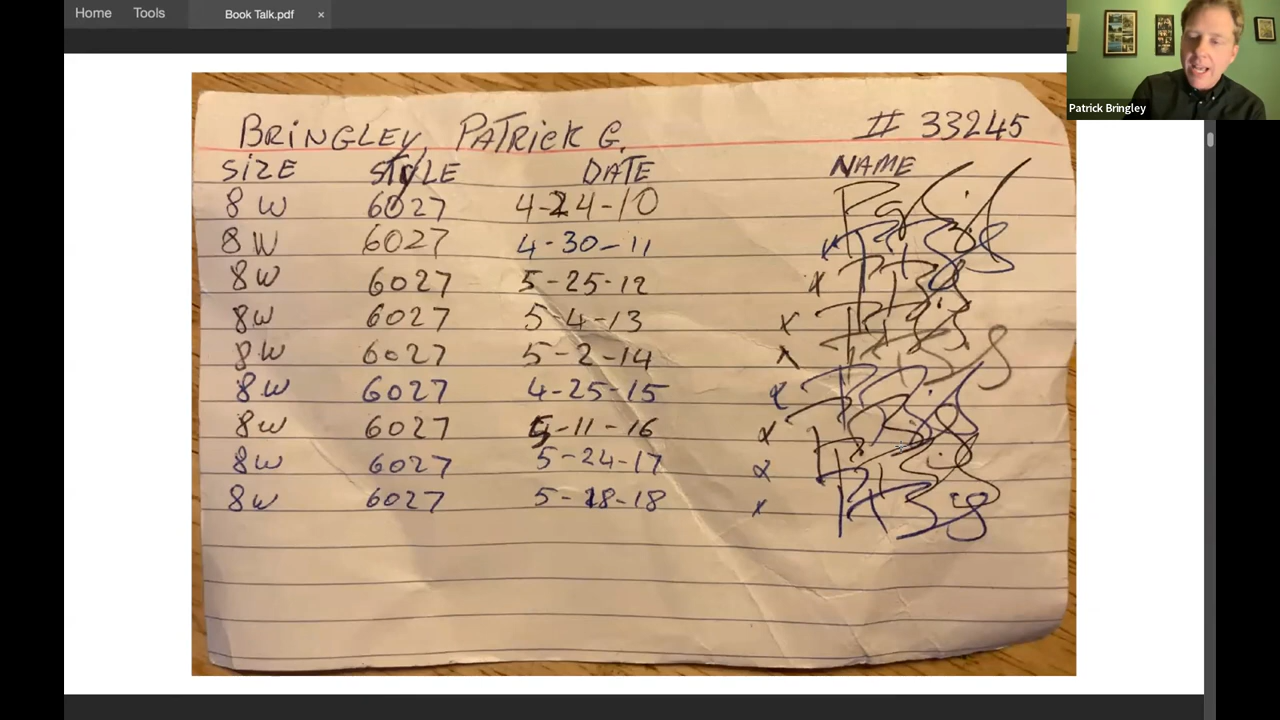 Home Tools Book Talk.pdf ×
Patrick Bringley
BRiNGLEY, PATRiCK G. # 33245
SiZE STYLE DATE NAME
8 W 6027 4-24-10
8 W 6027 4-30-11
8 W 6027 5-25-12 x
8 W 6027 5-4-13 x
8 W 6027 5-2-14 x
8 W 6027 4-25-15 x
8 W 6027 5-11-16 x
8 W 6027 5-24-17 x
8 W 6027 5-18-18 x